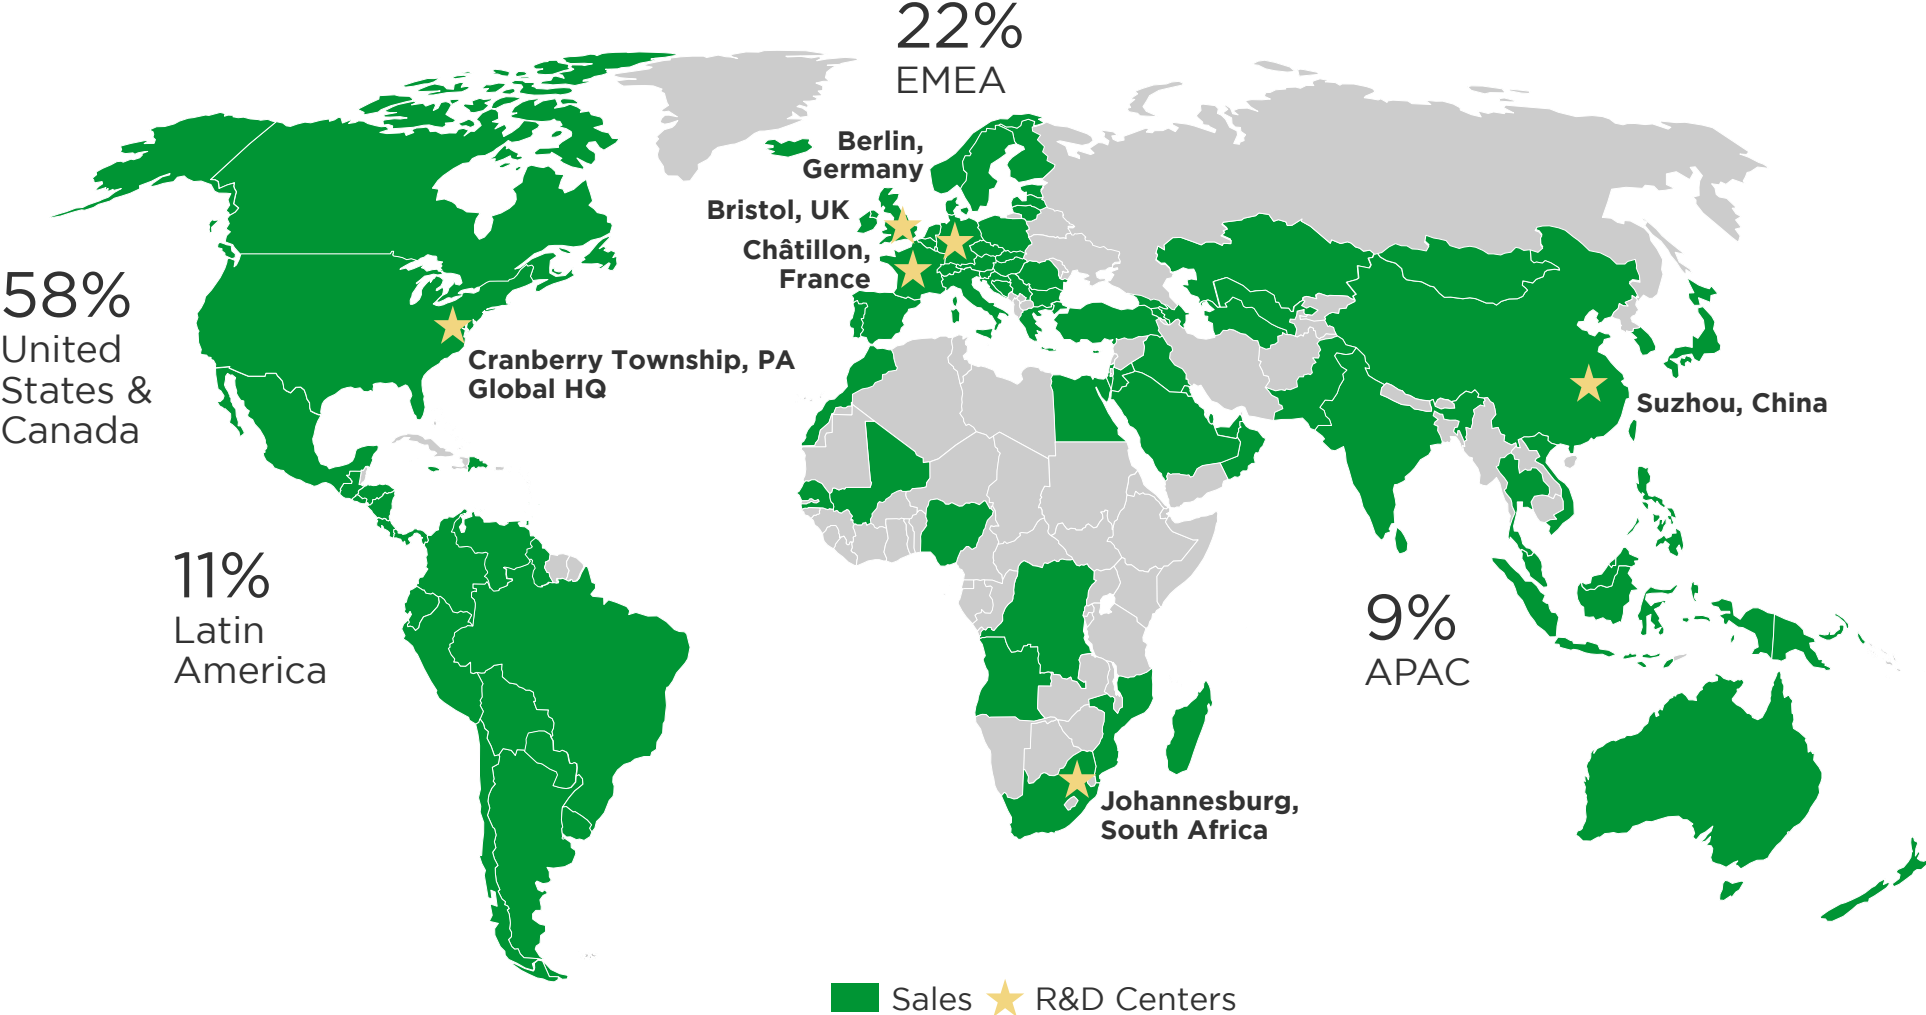 22%
EMEA
Berlin,
Germany
Bristol, UK
Châtillon,
France
58%
United
States &
Canada
Cranberry Township, PA
Global HQ
Suzhou, China
11%
Latin
America
9%
APAC
Johannesburg,
South Africa
Sales
R&D Centers